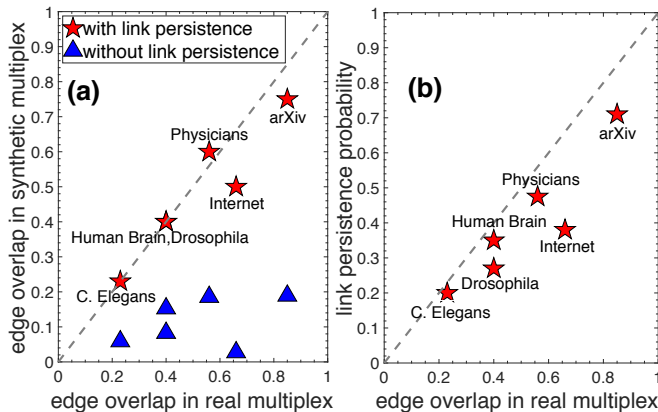 with link persistence
without link persistence
(a)
arXiv
Physicians
Internet
Human Brain,Drosophila
C. Elegans
edge overlap in synthetic multiplex
1
0.9
0.8
0.7
0.6
0.5
0.4
0.3
0.2
0.1
0
0 0.2 0.4 0.6 0.8 1
edge overlap in real multiplex
(b)
arXiv
Physicians
Human Brain
Internet
Drosophila
C. Elegans
link persistence probability
1
0.9
0.8
0.7
0.6
0.5
0.4
0.3
0.2
0.1
0
0 0.2 0.4 0.6 0.8 1
edge overlap in real multiplex